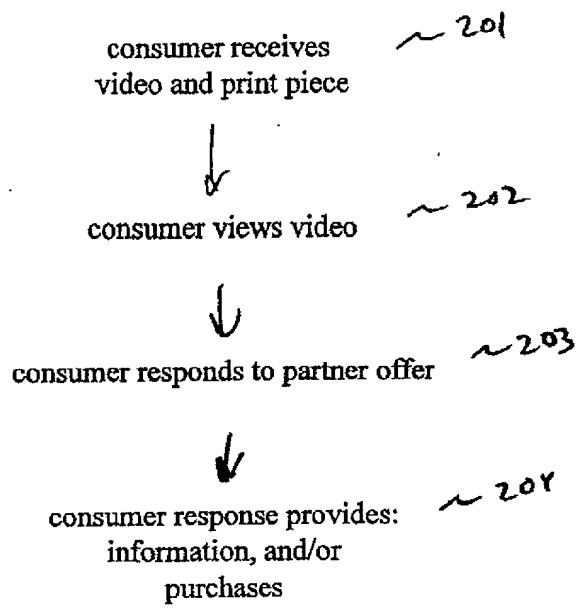 consumer receives ~ 201
video and print piece
consumer views video ~ 202
consumer responds to partner offer ~ 203
consumer response provides: ~ 204
information, and/or
purchases